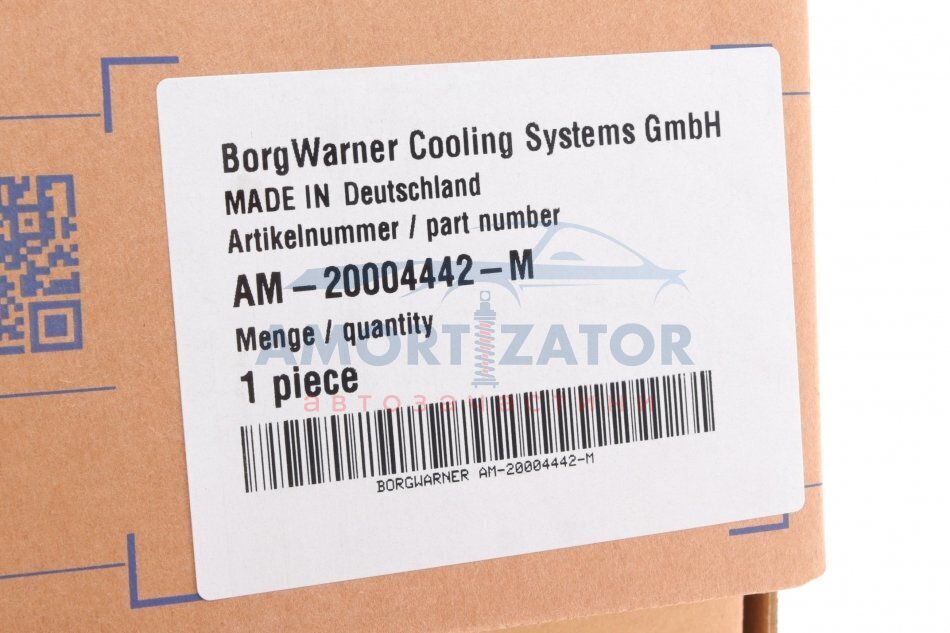 BorgWarner Cooling Systems GmbH
MADE IN Deutschland
Artikelnummer / part number
AM-20004442-M
Menge / quantity
AMORTIZATOR
1 piece
автозапчастини
BORGWARNER AM-20004442-M